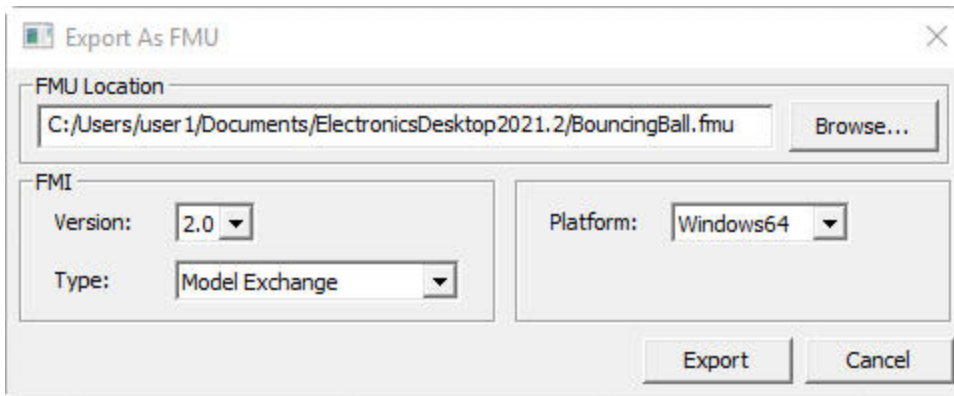 Export As FMU
FMU Location
C:/Users/user1/Documents/ElectronicsDesktop2021.2/BouncingBall.fmu
Browse...
FMI
Version:
2.0
Type:
Model Exchange
Platform:
Windows64
Export
Cancel